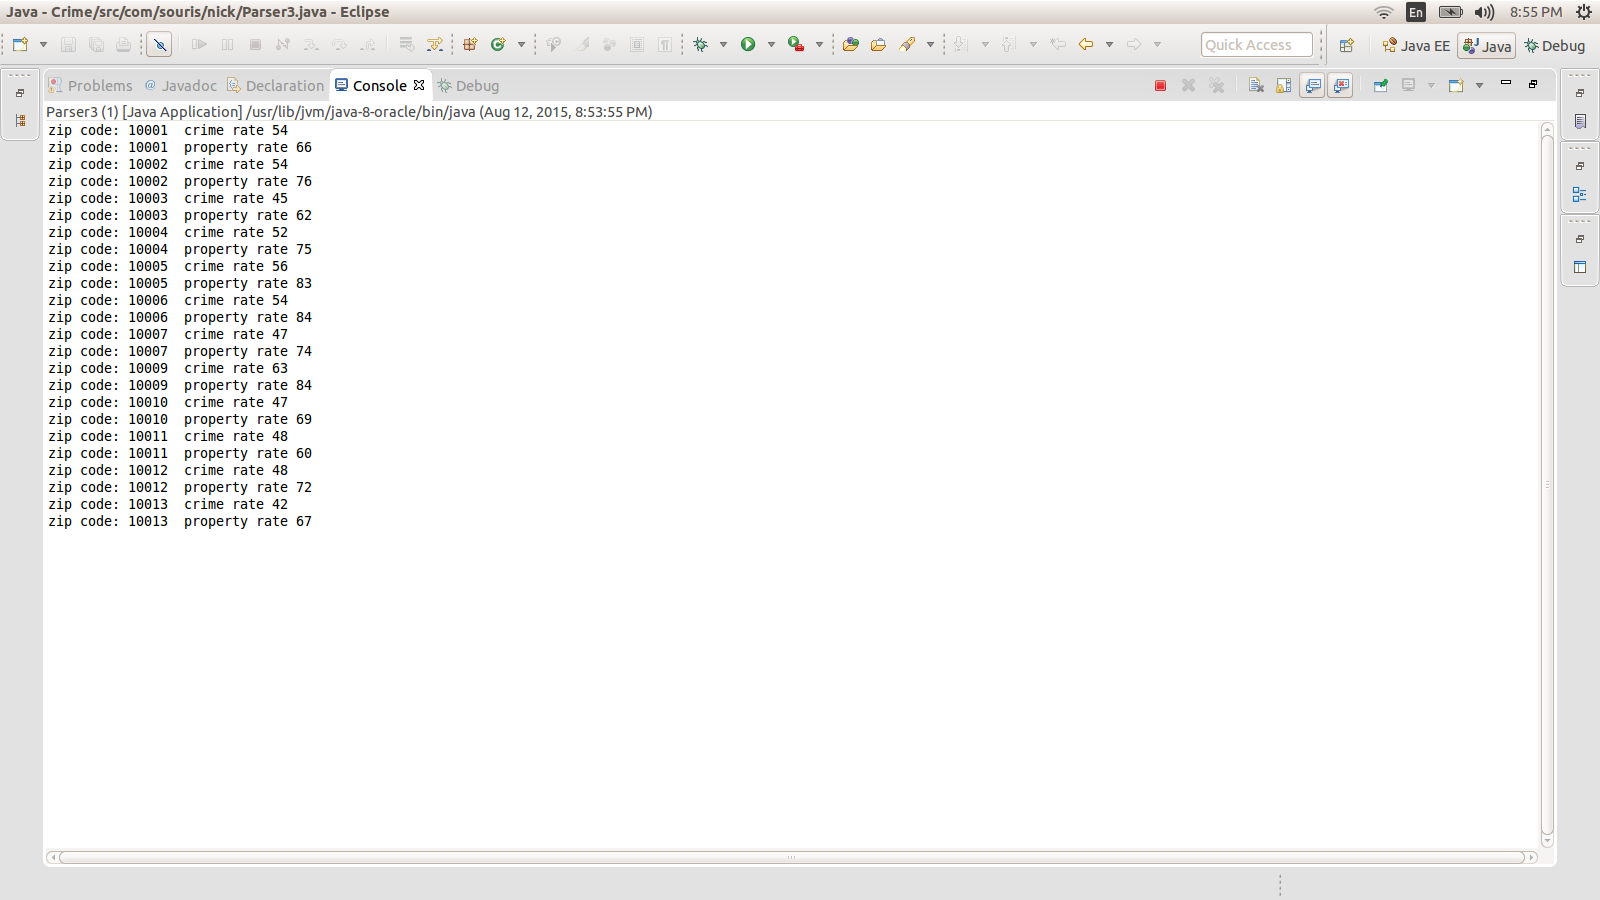 Java - Crime/src/com/souris/nick/Parser3.java - Eclipse
En
8:55 PM
Quick Access
Java EE
Java
Debug
Problems
@ Javadoc
Declaration
Console
Debug
Parser3 (1) [Java Application] /usr/lib/jvm/java-8-oracle/bin/java (Aug 12, 2015, 8:53:55 PM)
zip code: 10001  crime rate 54
zip code: 10001  property rate 66
zip code: 10002  crime rate 54
zip code: 10002  property rate 76
zip code: 10003  crime rate 45
zip code: 10003  property rate 62
zip code: 10004  crime rate 52
zip code: 10004  property rate 75
zip code: 10005  crime rate 56
zip code: 10005  property rate 83
zip code: 10006  crime rate 54
zip code: 10006  property rate 84
zip code: 10007  crime rate 47
zip code: 10007  property rate 74
zip code: 10009  crime rate 63
zip code: 10009  property rate 84
zip code: 10010  crime rate 47
zip code: 10010  property rate 69
zip code: 10011  crime rate 48
zip code: 10011  property rate 60
zip code: 10012  crime rate 48
zip code: 10012  property rate 72
zip code: 10013  crime rate 42
zip code: 10013  property rate 67